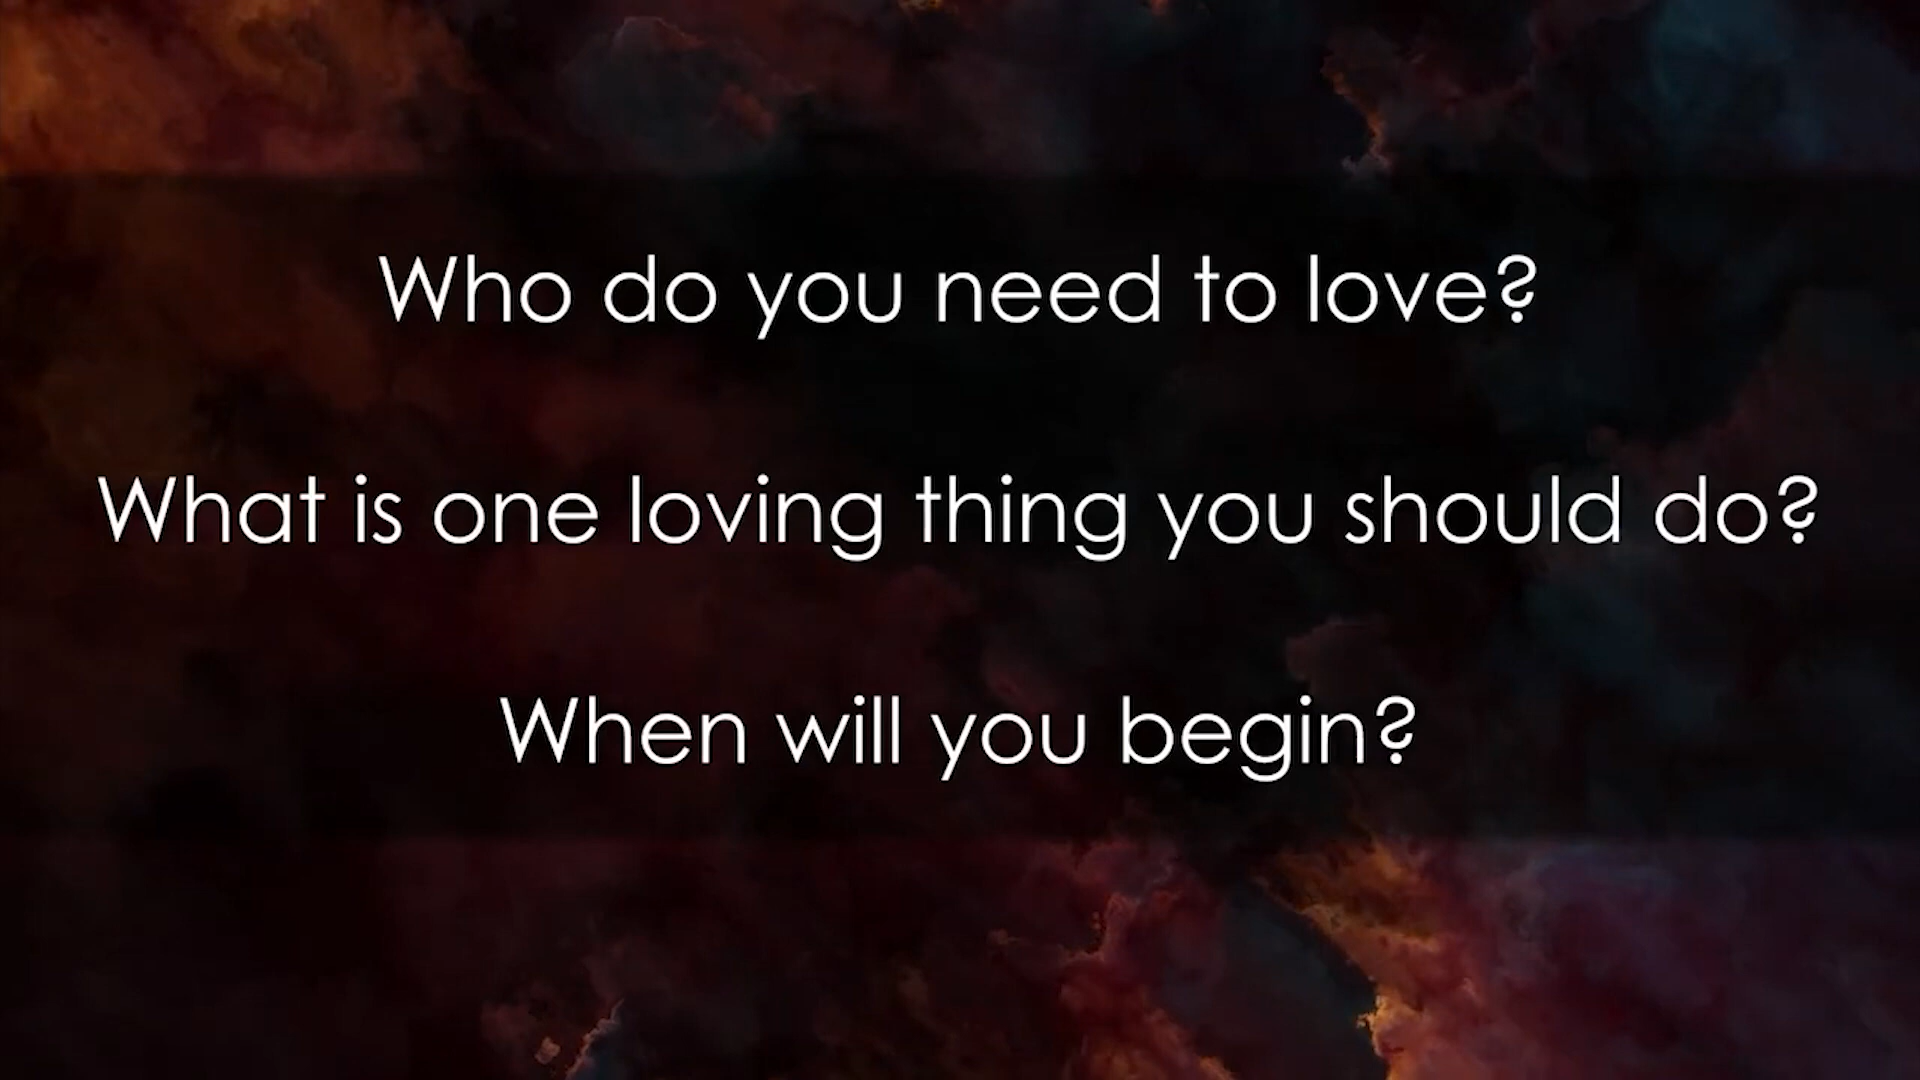 Who do you need to love?
What is one loving thing you should do?
When will you begin?